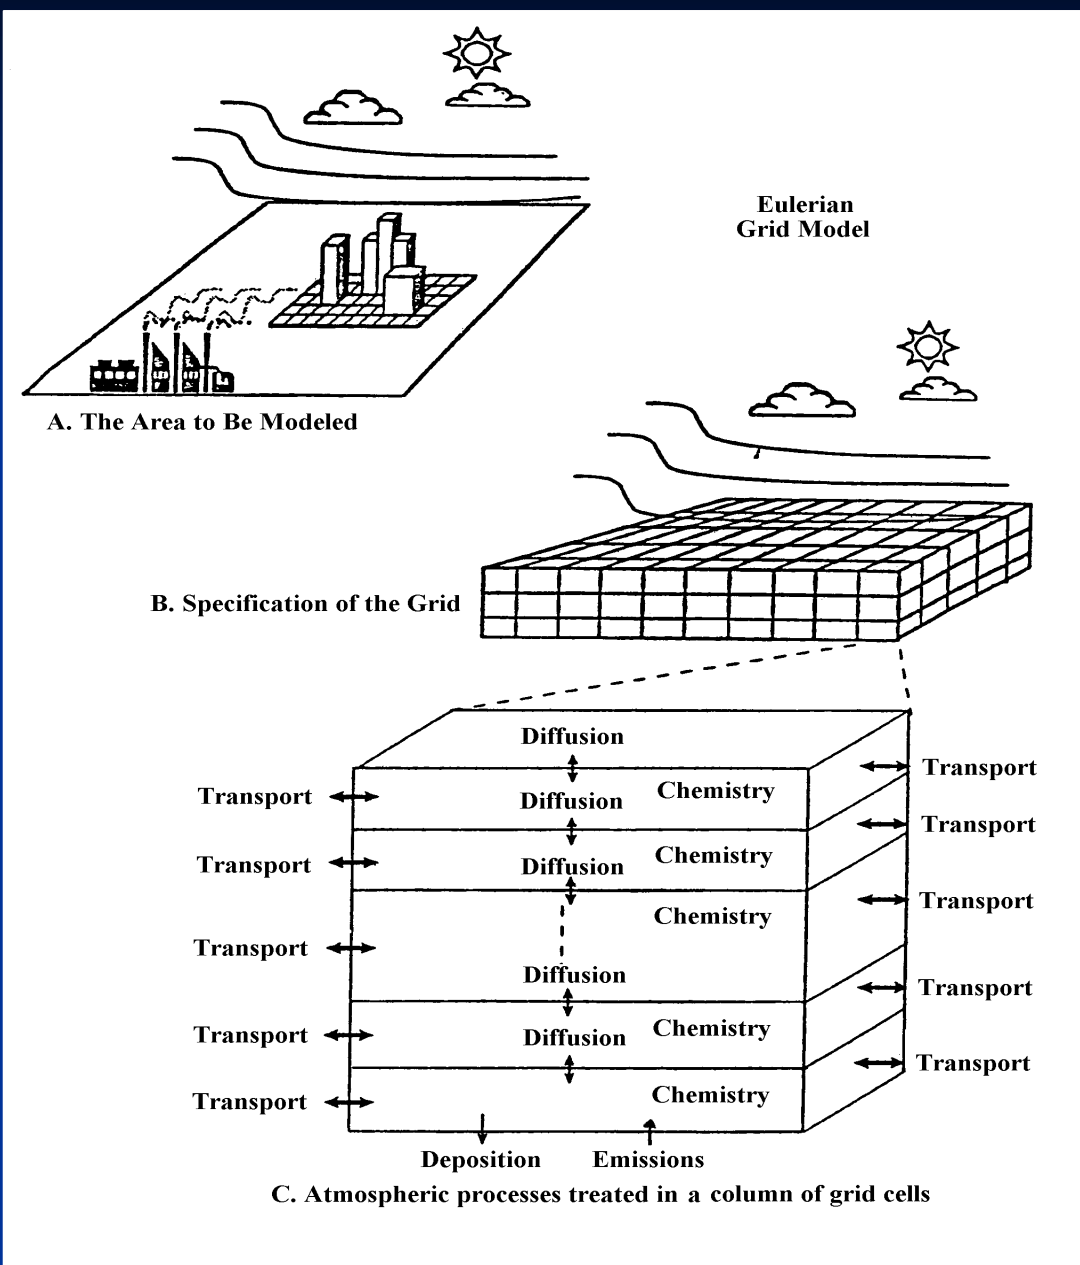 Eulerian
Grid Model
A. The Area to Be Modeled
B. Specification of the Grid
Diffusion
Transport
Chemistry
Transport
Diffusion
Transport
Chemistry
Transport
Diffusion
Transport
Chemistry
Transport
Diffusion
Transport
Chemistry
Transport
Diffusion
Transport
Chemistry
Transport
Deposition
Emissions
C. Atmospheric processes treated in a column of grid cells